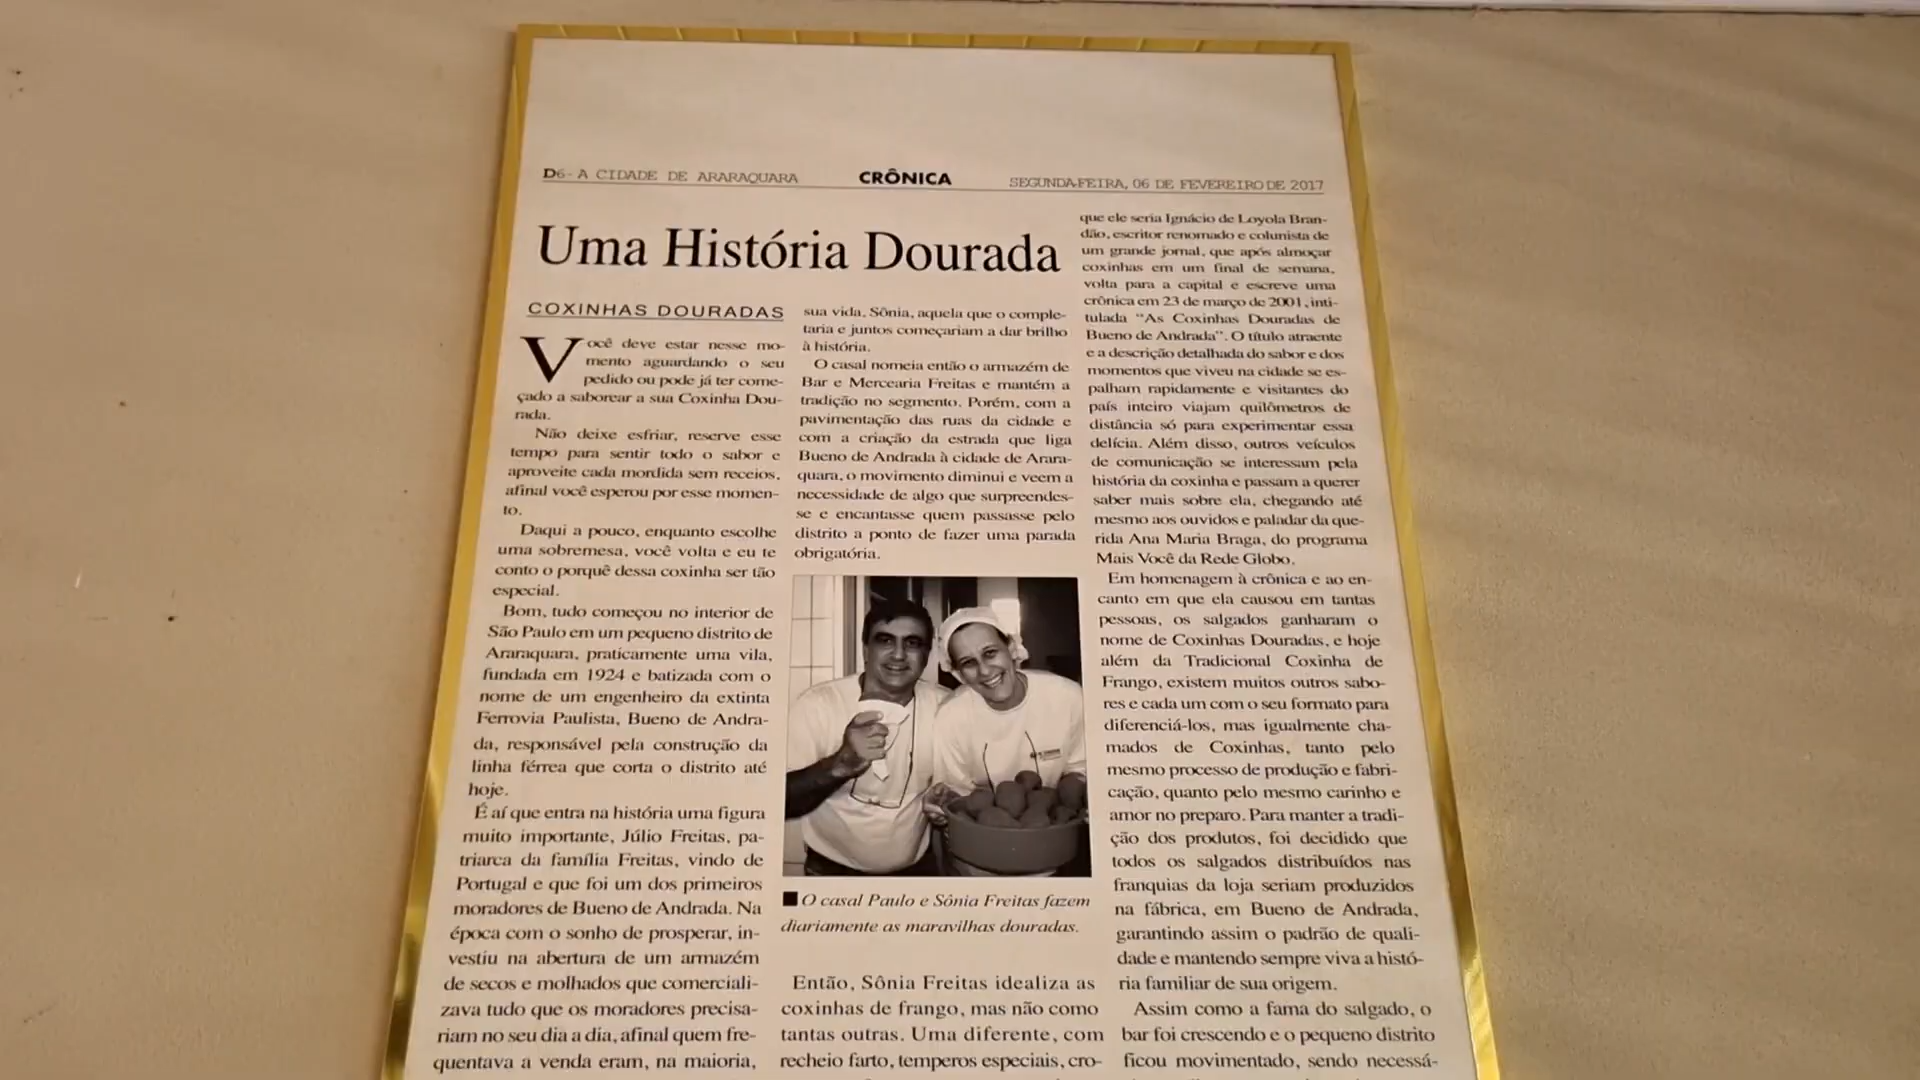 D6- A CIDADE DE ARARAQUARA
CRÔNICA
SEGUNDA-FEIRA, 06 DE FEVEREIRO DE 2017
Uma História Dourada
COXINHAS DOURADAS
Você deve estar nesse mo-
mento aguardando o seu
pedido ou pode já ter come-
çado a saborear a sua Coxinha Dou-
rada.
Não deixe esfriar, reserve esse
tempo para sentir todo o sabor e
aproveite cada mordida sem receios,
afinal você esperou por esse momen-
to.
Daqui a pouco, enquanto escolhe
uma sobremesa, você volta e eu te
conto o porquê dessa coxinha ser tão
especial.
Bom, tudo começou no interior de
São Paulo em um pequeno distrito de
Araraquara, praticamente uma vila,
fundada em 1924 e batizada com o
nome de um engenheiro da extinta
Ferrovia Paulista, Bueno de Andra-
da, responsável pela construção da
linha férrea que corta o distrito até
hoje.
É aí que entra na história uma figura
muito importante, Júlio Freitas, pa-
triarca da família Freitas, vindo de
Portugal e que foi um dos primeiros
moradores de Bueno de Andrada. Na
época com o sonho de prosperar, in-
vestiu na abertura de um armazém
de secos e molhados que comerciali-
zava tudo que os moradores precisa-
riam no seu dia a dia, afinal quem fre-
quentava a venda eram, na maioria,
sua vida, Sônia, aquela que o comple-
taria e juntos começariam a dar brilho
à história.
O casal nomeia então o armazém de
Bar e Mercearia Freitas e mantém a
tradição no segmento. Porém, com a
pavimentação das ruas da cidade e
com a criação da estrada que liga
Bueno de Andrada à cidade de Arara-
quara, o movimento diminui e veem a
necessidade de algo que surpreendes-
se e encantasse quem passasse pelo
distrito a ponto de fazer uma parada
obrigatória.
O casal Paulo e Sônia Freitas fazem
diariamente as maravilhas douradas.
Então, Sônia Freitas idealiza as
coxinhas de frango, mas não como
tantas outras. Uma diferente, com
recheio farto, temperos especiais, cro-
que ele seria Ignácio de Loyola Bran-
dão, escritor renomado e colunista de
um grande jornal, que após almoçar
coxinhas em um final de semana,
volta para a capital e escreve uma
crônica em 23 de março de 2001, inti-
tulada “As Coxinhas Douradas de
Bueno de Andrada”. O título atraente
e a descrição detalhada do sabor e dos
momentos que viveu na cidade se es-
palham rapidamente e visitantes do
país inteiro viajam quilômetros de
distância só para experimentar essa
delícia. Além disso, outros veículos
de comunicação se interessam pela
história da coxinha e passam a querer
saber mais sobre ela, chegando até
mesmo aos ouvidos e paladar da que-
rida Ana Maria Braga, do programa
Mais Você da Rede Globo.
Em homenagem à crônica e ao en-
canto em que ela causou em tantas
pessoas, os salgados ganharam o
nome de Coxinhas Douradas, e hoje
além da Tradicional Coxinha de
Frango, existem muitos outros sabo-
res e cada um com o seu formato para
diferenciá-los, mas igualmente cha-
mados de Coxinhas, tanto pelo
mesmo processo de produção e fabri-
cação, quanto pelo mesmo carinho e
amor no preparo. Para manter a tradi-
ção dos produtos, foi decidido que
todos os salgados distribuídos nas
franquias da loja seriam produzidos
na fábrica, em Bueno de Andrada,
garantindo assim o padrão de quali-
dade e mantendo sempre viva a histó-
ria familiar de sua origem.
Assim como a fama do salgado, o
bar foi crescendo e o pequeno distrito
ficou movimentado, sendo necessá-